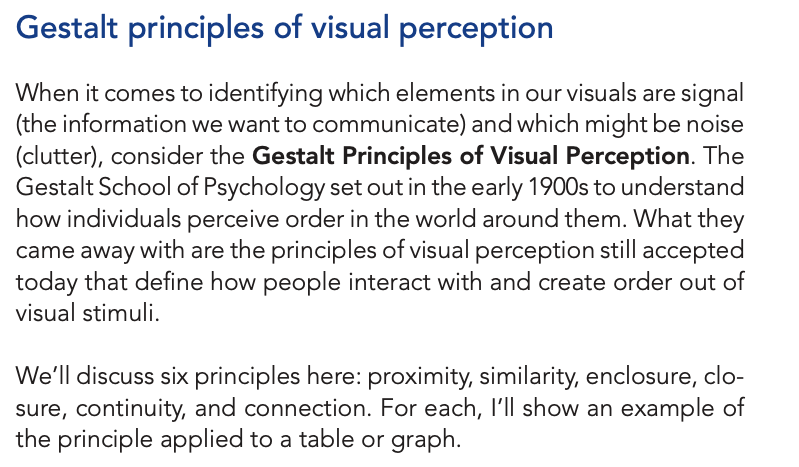 Gestalt principles of visual perception
When it comes to identifying which elements in our visuals are signal
(the information we want to communicate) and which might be noise
(clutter), consider the Gestalt Principles of Visual Perception. The
Gestalt School of Psychology set out in the early 1900s to understand
how individuals perceive order in the world around them. What they
came away with are the principles of visual perception still accepted
today that define how people interact with and create order out of
visual stimuli.
We’ll discuss six principles here: proximity, similarity, enclosure, clo-
sure, continuity, and connection. For each, I’ll show an example of
the principle applied to a table or graph.